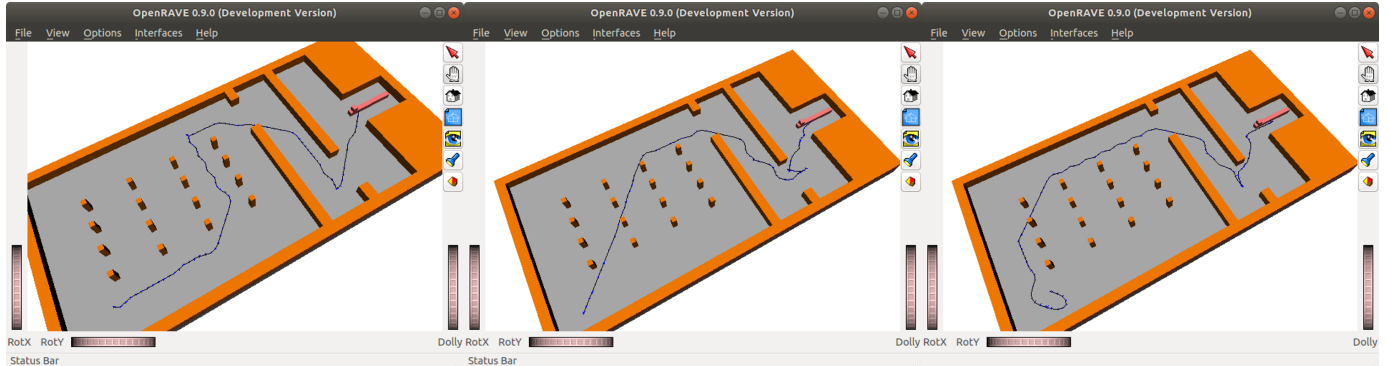 OpenRAVE 0.9.0 (Development Version)
File View Options Interfaces Help
RotX RotY Dolly
Status Bar
OpenRAVE 0.9.0 (Development Version)
File View Options Interfaces Help
RotX RotY Dolly
Status Bar
OpenRAVE 0.9.0 (Development Version)
File View Options Interfaces Help
RotX RotY Dolly